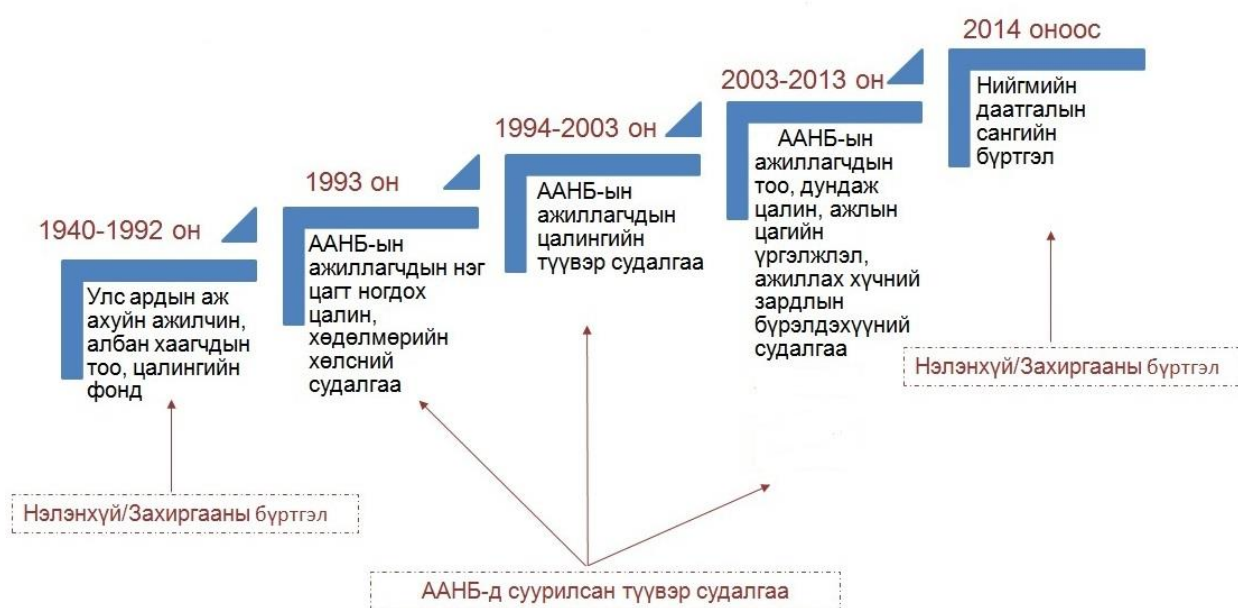 1940-1992 он
Улс ардын аж
ахуйн ажилчин,
албан хаагчдын
тоо, цалингийн
фонд
1993 он
ААНБ-ын
ажиллагчдын нэг
цагт ногдох
цалин,
хөдөлмөрийн
хөлсний
судалгаа
1994-2003 он
ААНБ-ын
ажиллагчдын
цалингийн
түүвэр судалгаа
2003-2013 он
ААНБ-ын
ажиллагчдын
тоо, дундаж
цалин, ажлын
цагийн
үргэлжлэл,
ажиллах хүчний
зардлын
бүрэлдэхүүний
судалгаа
2014 оноос
Нийгмийн
даатгалын
сангийн
бүртгэл
Нэлэнхүй/Захиргааны бүртгэл
Нэлэнхүй/Захиргааны бүртгэл
ААНБ-д суурилсан түүвэр судалгаа